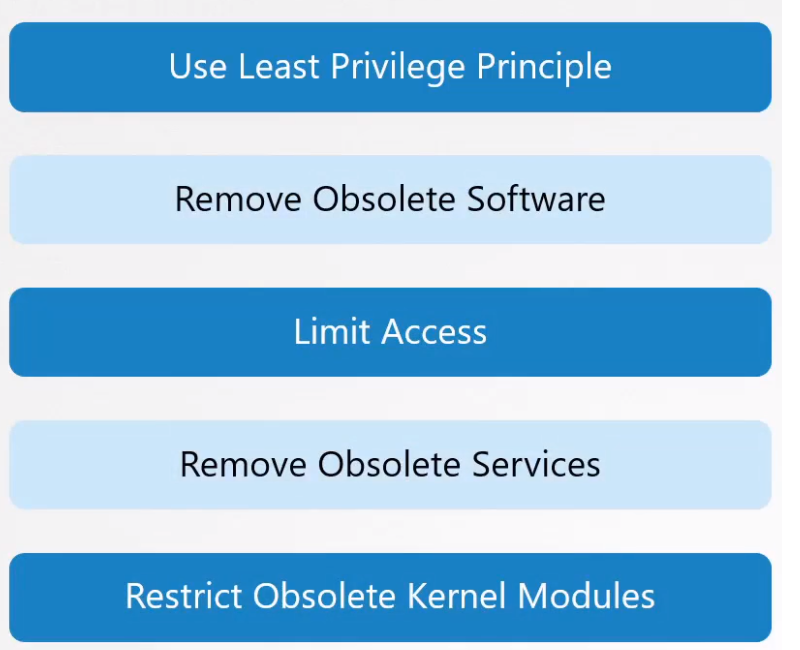 Use Least Privilege Principle
Remove Obsolete Software
Limit Access
Remove Obsolete Services
Restrict Obsolete Kernel Modules